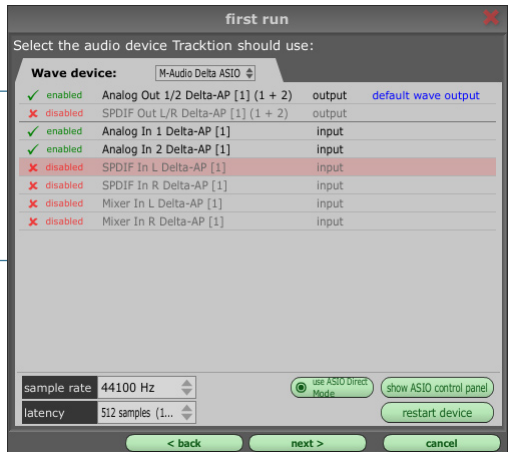 first run
Select the audio device Tracktion should use:
Wave device: M-Audio Delta ASIO
enabled Analog Out 1/2 Delta-AP [1] (1 + 2) output default wave output
disabled SPDIF Out L/R Delta-AP [1] (1 + 2) output
enabled Analog In 1 Delta-AP [1] input
enabled Analog In 2 Delta-AP [1] input
disabled SPDIF In L Delta-AP [1] input
disabled SPDIF In R Delta-AP [1] input
disabled Mixer In L Delta-AP [1] input
disabled Mixer In R Delta-AP [1] input
sample rate 44100 Hz
use ASIO Direct Mode
show ASIO control panel
latency 512 samples (1...
restart device
< back next > cancel